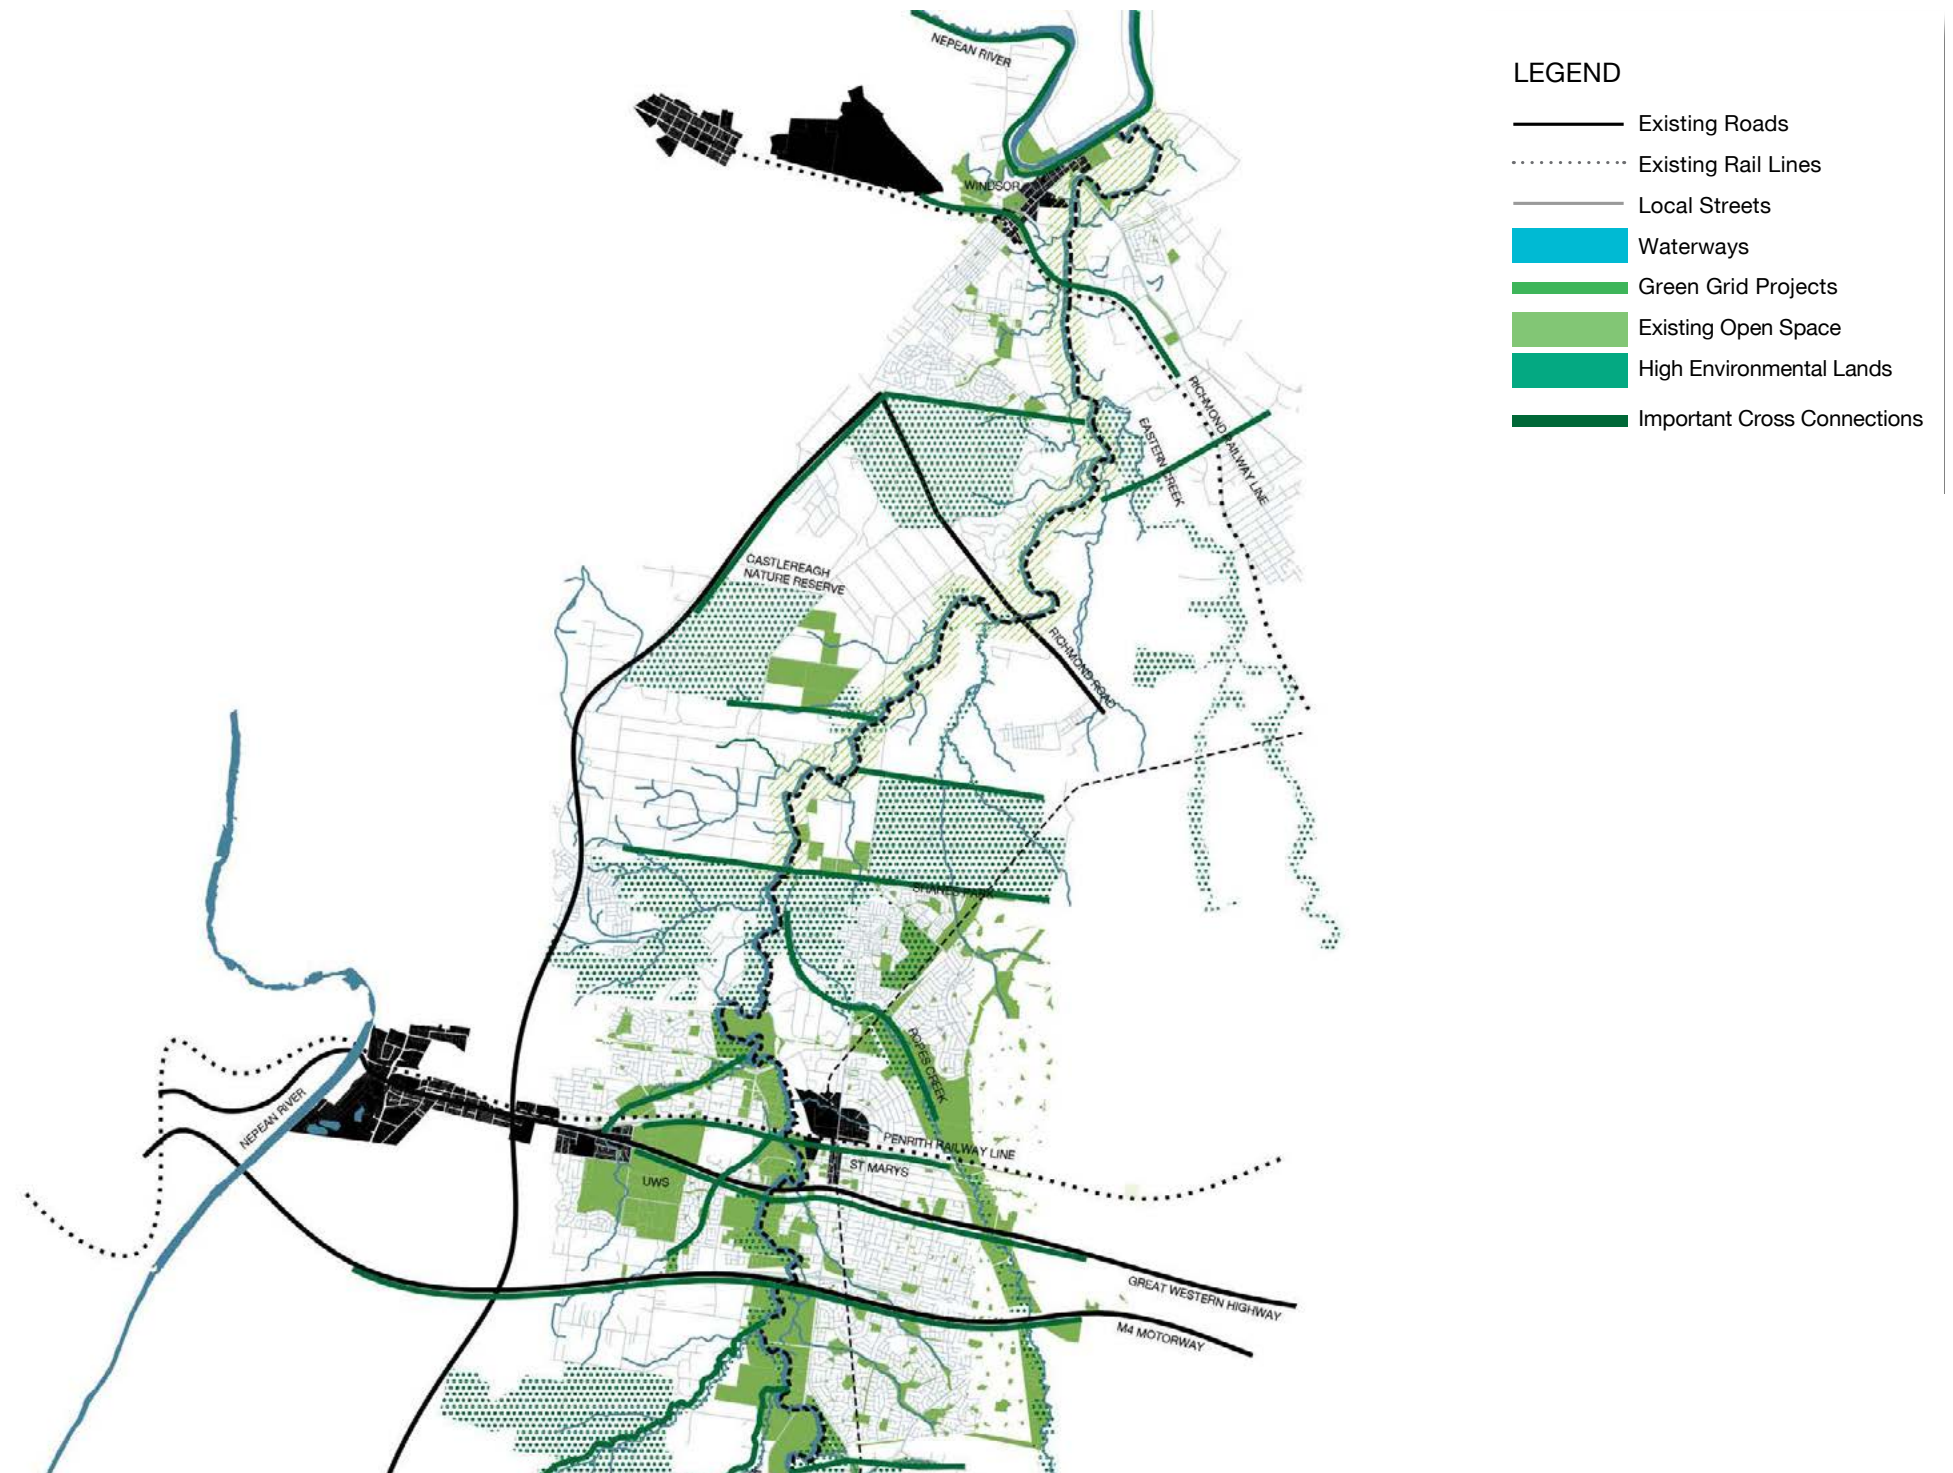 NEPEAN RIVER
LEGEND
Existing Roads
Existing Rail Lines
Local Streets
Waterways
Green Grid Projects
Existing Open Space
High Environmental Lands
Important Cross Connections
WINDSOR
RICHMOND RAILWAY LINE
EASTERN CREEK
CASTLEREAGH
NATURE RESERVE
RICHMOND ROAD
SHANES PARK
ROPES CREEK
NEPEAN RIVER
PENRITH RAILWAY LINE
ST MARYS
UWS
GREAT WESTERN HIGHWAY
M4 MOTORWAY